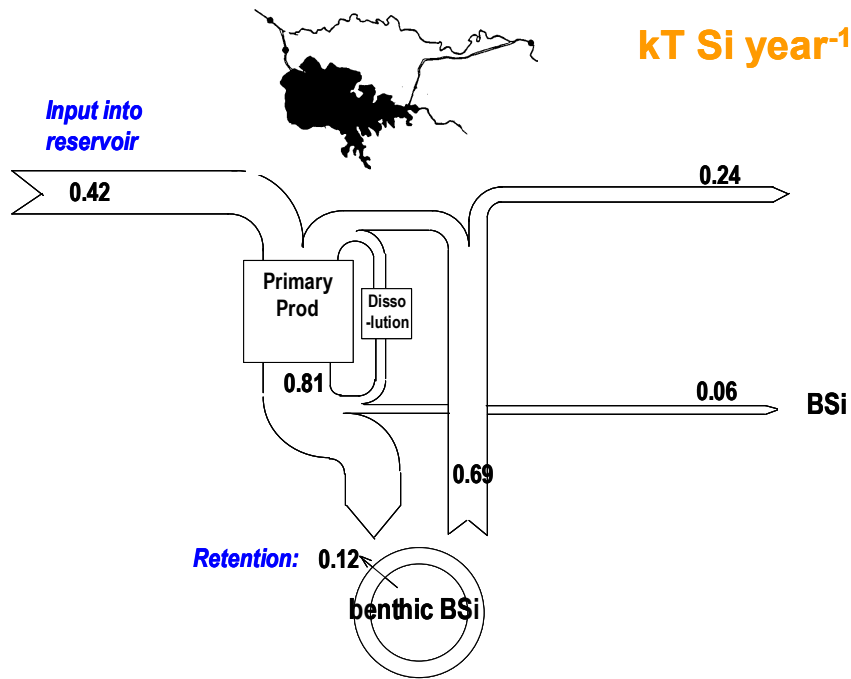 kT Si year-1
Input into
reservoir
0.42
0.24
Primary
Prod
Disso
-lution
0.81
0.06
BSi
0.69
Retention: 0.12
benthic BSi